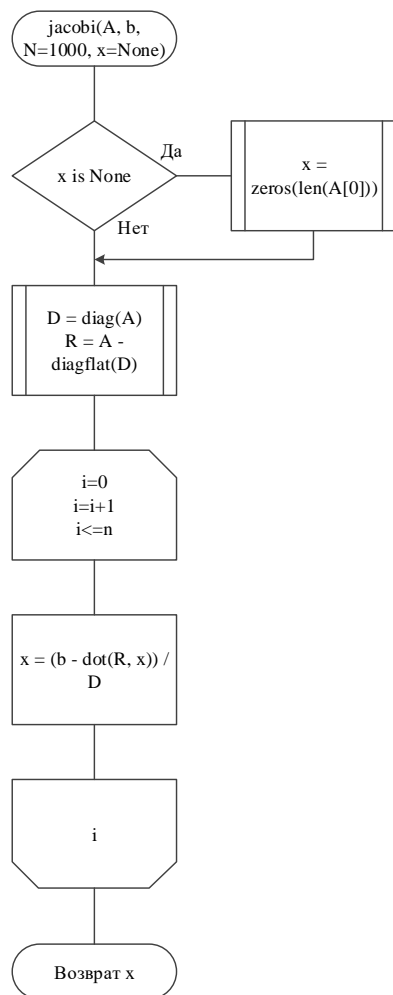 jacobi(A, b,
N=1000, x=None)
x is None
Да
x =
zeros(len(A[0]))
Нет
D = diag(A)
R = A -
diagflat(D)
i=0
i=i+1
i<=n
x = (b - dot(R, x)) /
D
i
Возврат x